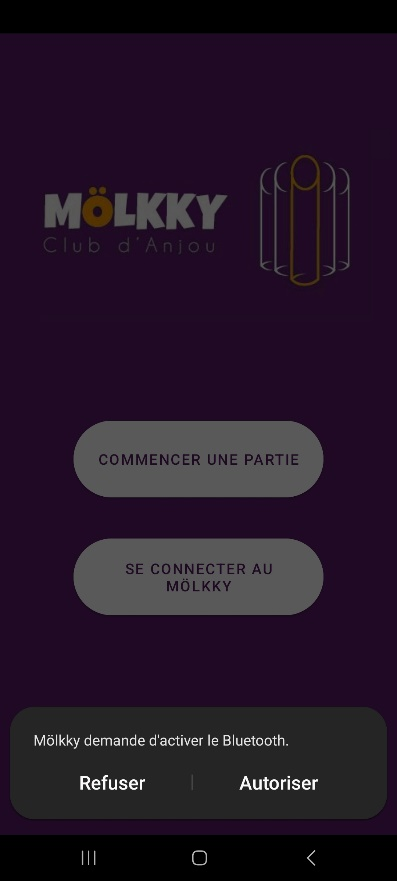 MÖLKKY
Club d'Anjou
COMMENCER UNE PARTIE
SE CONNECTER AU
MÖLKKY
Mölkky demande d'activer le Bluetooth.
Refuser | Autoriser